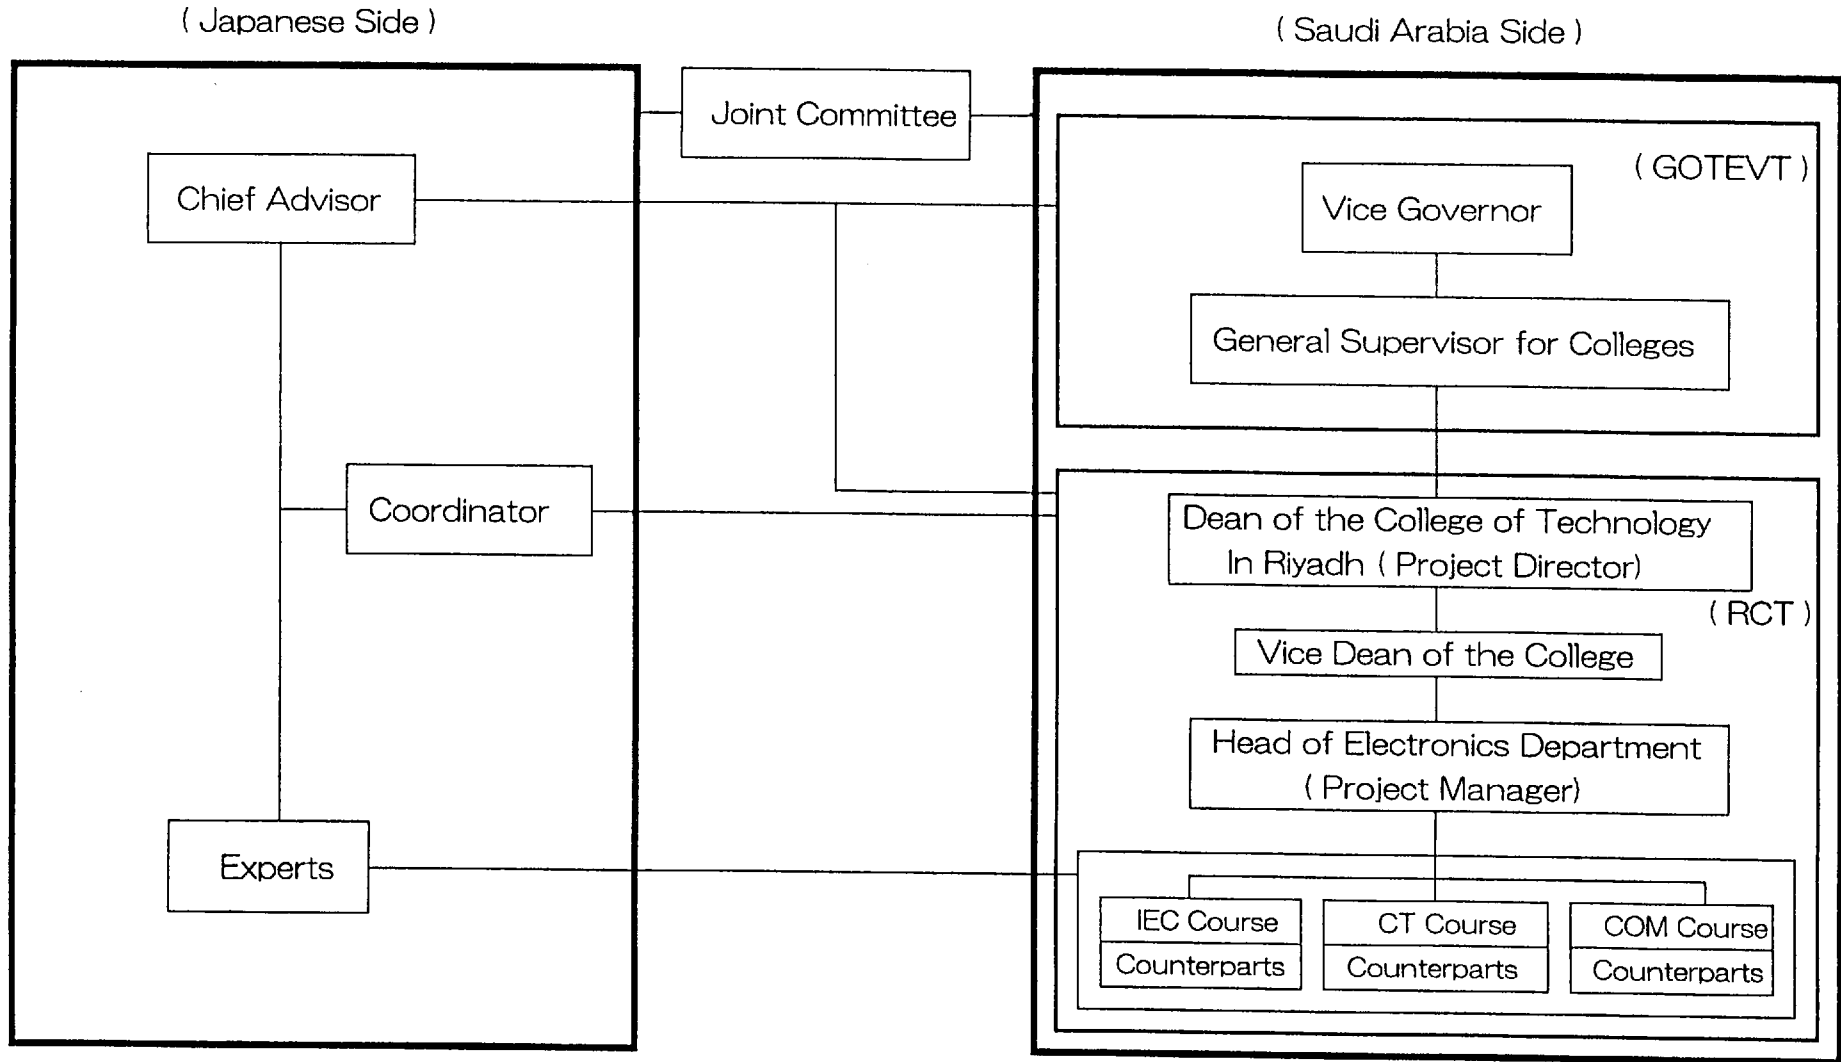 ( Japanese Side )
( Saudi Arabia Side )
Joint Committee
Chief Advisor
( GOTEVT )
Vice Governor
General Supervisor for Colleges
Coordinator
Dean of the College of Technology
In Riyadh ( Project Director)
( RCT )
Vice Dean of the College
Head of Electronics Department
( Project Manager)
Experts
IEC Course
Counterparts
CT Course
Counterparts
COM Course
Counterparts